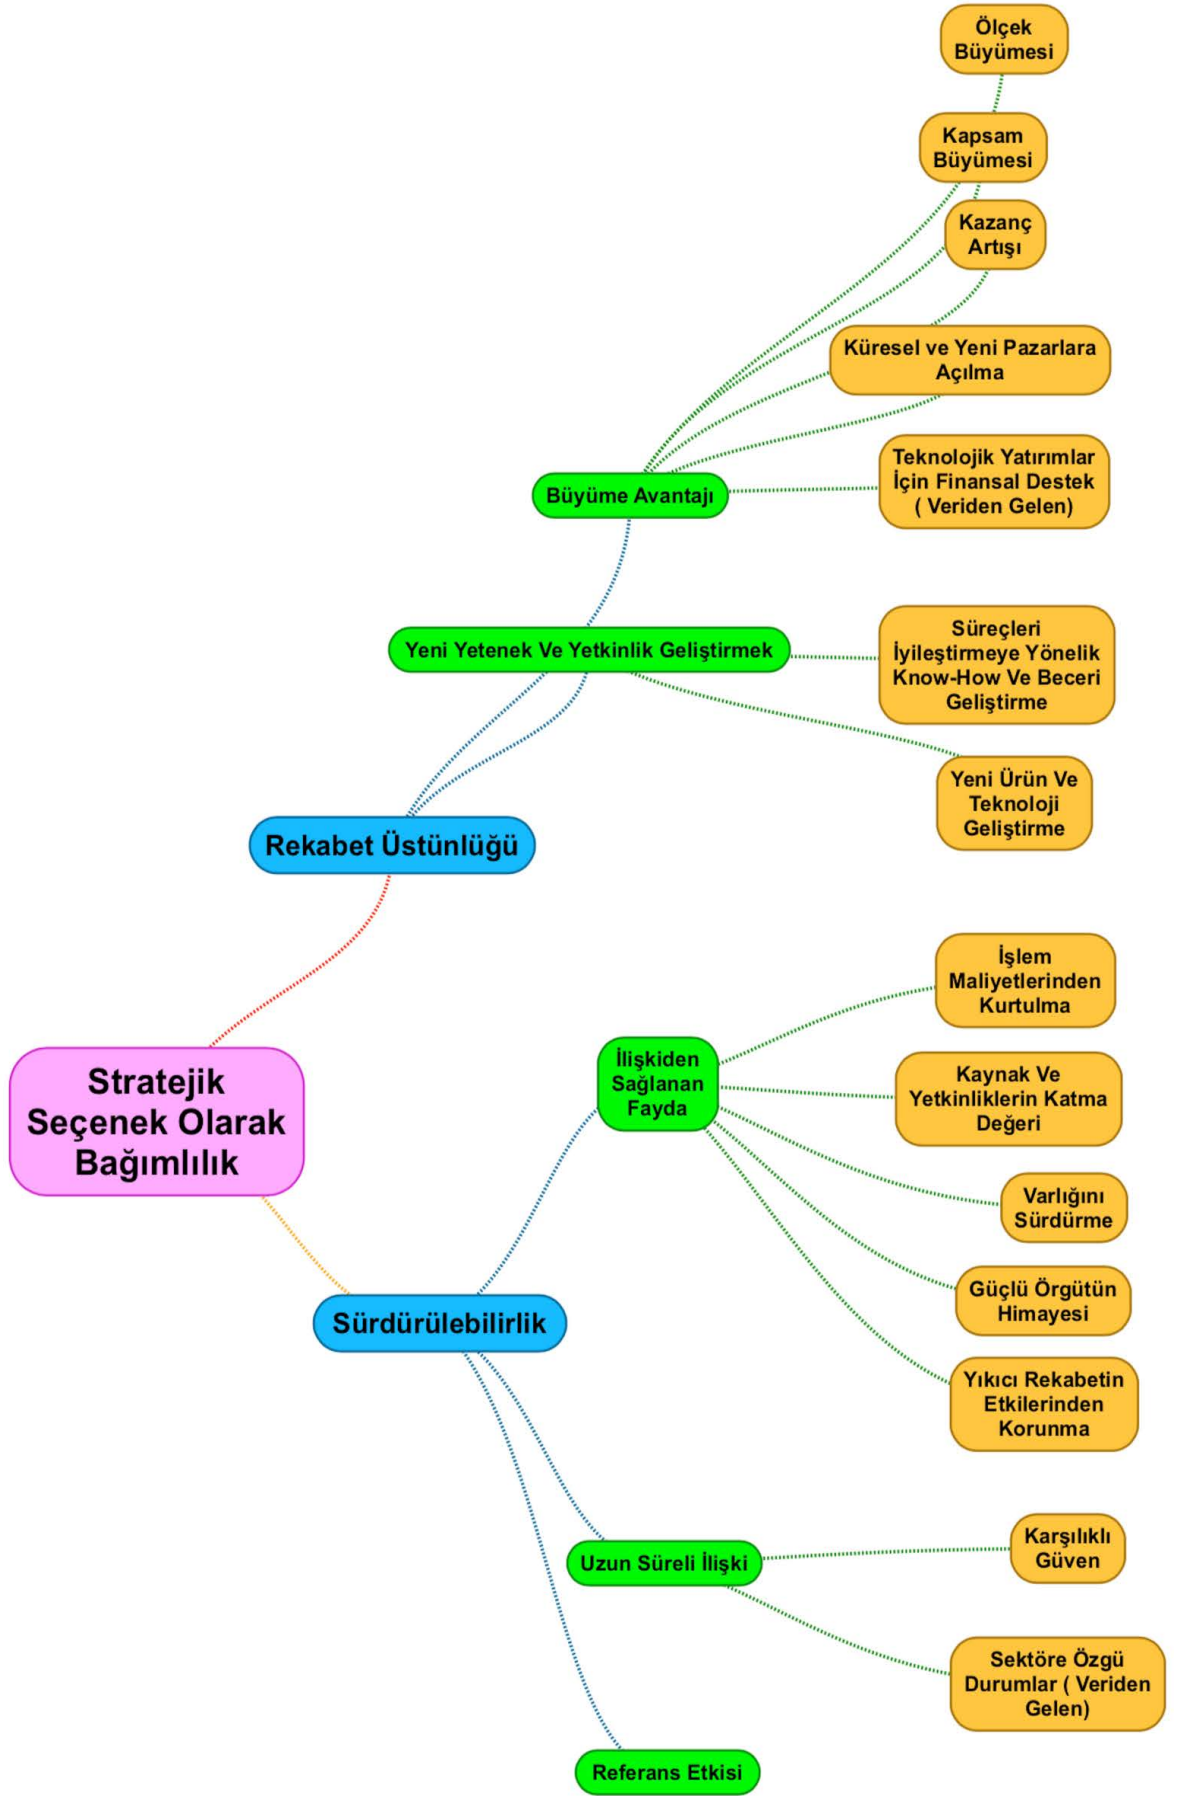 Ölçek
Büyümesi
Kapsam
Büyümesi
Kazanç
Artışı
Küresel ve Yeni Pazarlara
Açılma
Teknolojik Yatırımlar
İçin Finansal Destek
( Veriden Gelen)
Büyüme Avantajı
Süreçleri
İyileştirmeye Yönelik
Know-How Ve Beceri
Geliştirme
Yeni Yetenek Ve Yetkinlik Geliştirmek
Yeni Ürün Ve
Teknoloji
Geliştirme
Rekabet Üstünlüğü
İşlem
Maliyetlerinden
Kurtulma
İlişkiden
Sağlanan
Fayda
Kaynak Ve
Yetkinliklerin Katma
Değeri
Stratejik
Seçenek Olarak
Bağımlılık
Varlığını
Sürdürme
Güçlü Örgütün
Himayesi
Sürdürülebilirlik
Yıkıcı Rekabetin
Etkilerinden
Korunma
Karşılıklı
Güven
Uzun Süreli İlişki
Sektöre Özgü
Durumlar ( Veriden
Gelen)
Referans Etkisi